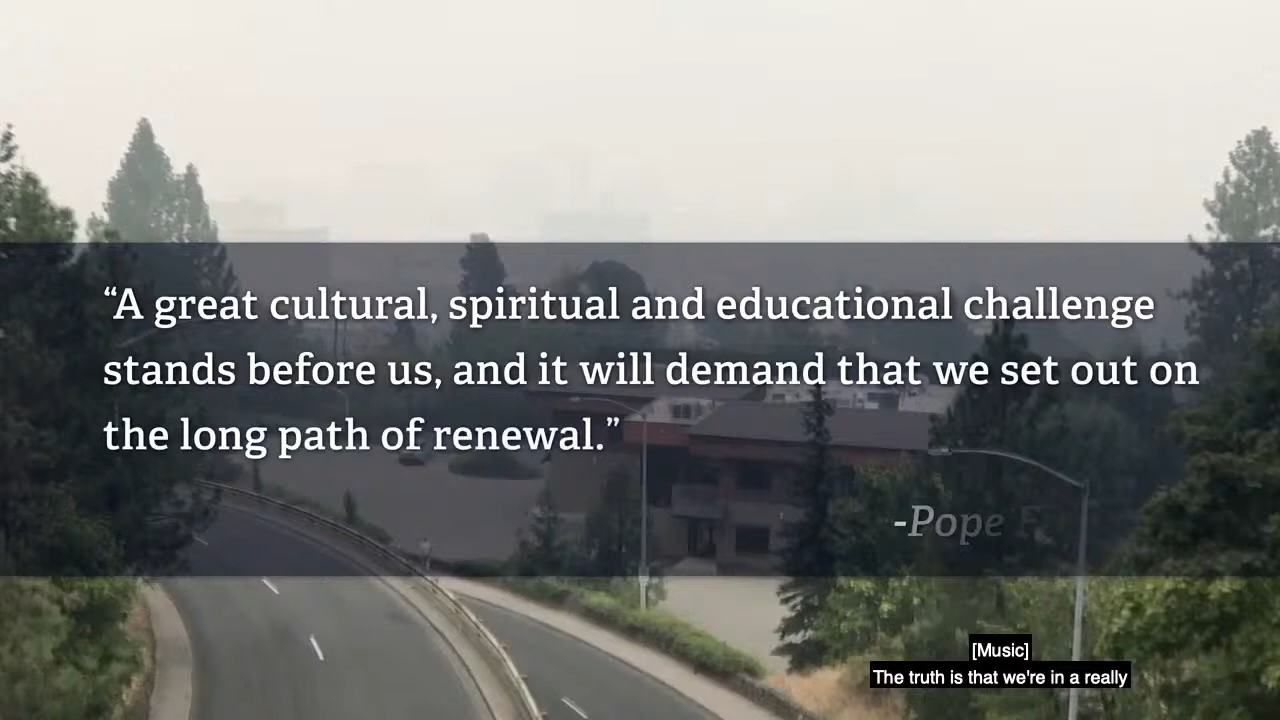 “A great cultural, spiritual and educational challenge
stands before us, and it will demand that we set out on
the long path of renewal.”
-Pope F
[Music]
The truth is that we're in a really